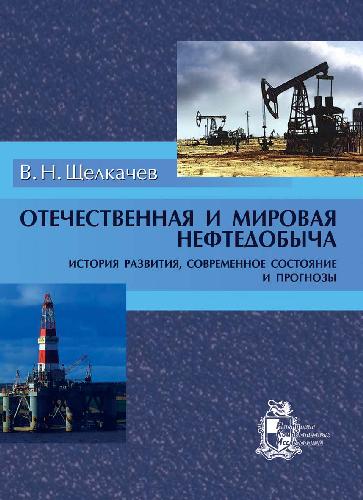 В. Н. Щелкачев
ОТЕЧЕСТВЕННАЯ И МИРОВАЯ
НЕФТЕДОБЫЧА
ИСТОРИЯ РАЗВИТИЯ, СОВРЕМЕННОЕ СОСТОЯНИЕ
И ПРОГНОЗЫ